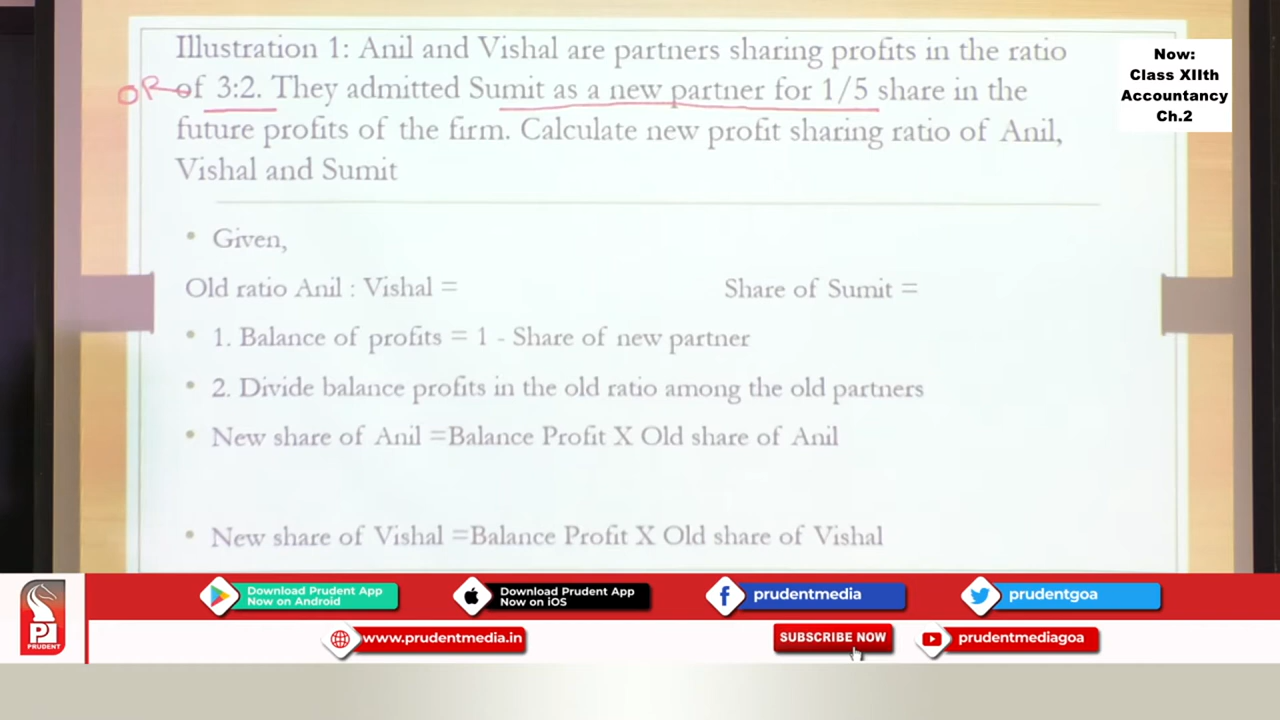 Illustration 1: Anil and Vishal are partners sharing profits in the ratio
OR of 3:2. They admitted Sumit as a new partner for 1/5 share in the
future profits of the firm. Calculate new profit sharing ratio of Anil,
Vishal and Sumit
Now:
Class XIIth
Accountancy
Ch.2
• Given,
Old ratio Anil : Vishal = Share of Sumit =
• 1. Balance of profits = 1 - Share of new partner
• 2. Divide balance profits in the old ratio among the old partners
• New share of Anil =Balance Profit X Old share of Anil
• New share of Vishal =Balance Profit X Old share of Vishal
PRUDENT
Download Prudent App
Now on Android
Download Prudent App
Now on iOS
prudentmedia
prudentgoa
www.prudentmedia.in
SUBSCRIBE NOW
prudentmediagoa